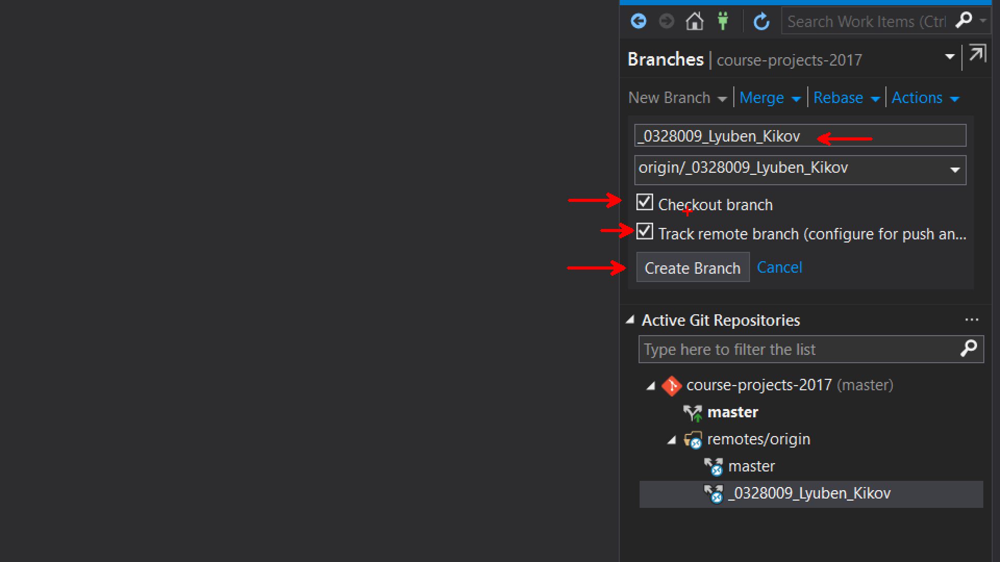 Search Work Items (Ctrl
Branches | course-projects-2017
New Branch Merge Rebase Actions
_0328009_Lyuben_Kikov
origin/_0328009_Lyuben_Kikov
Checkout branch
Track remote branch (configure for push an...
Create Branch Cancel
Active Git Repositories ...
Type here to filter the list
course-projects-2017 (master)
master
remotes/origin
master
_0328009_Lyuben_Kikov